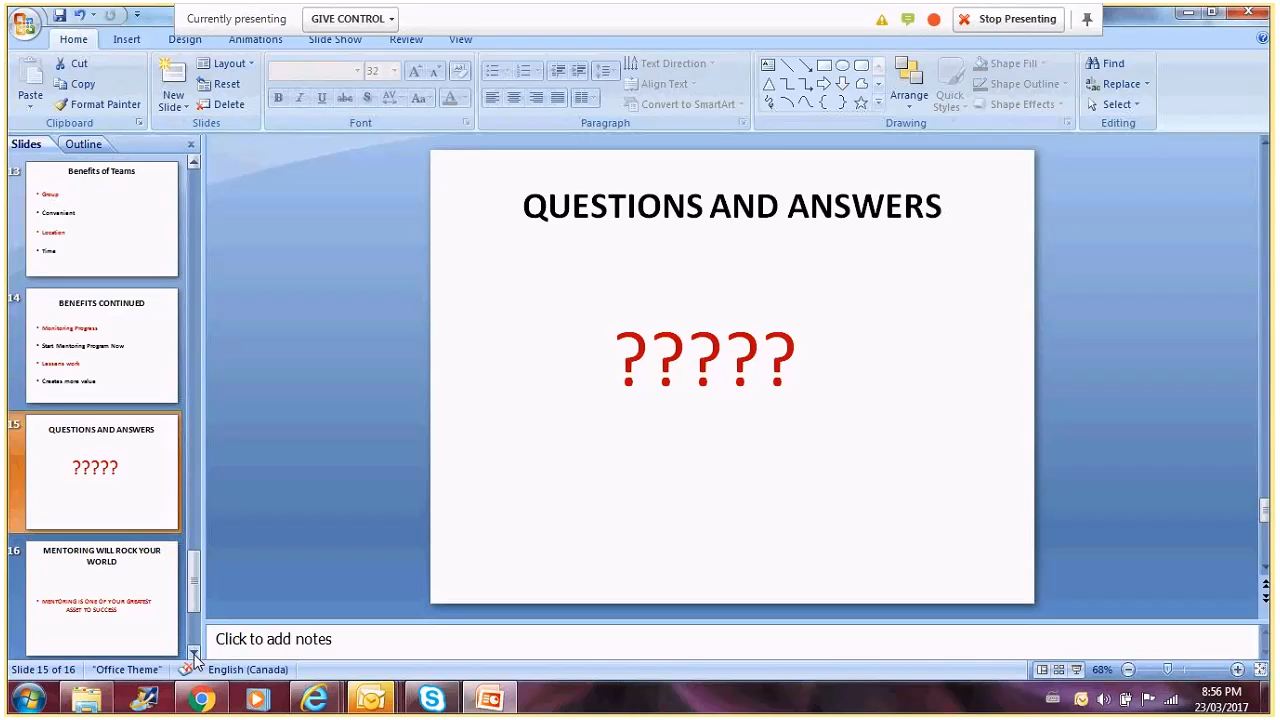 Currently presenting
GIVE CONTROL
Stop Presenting
Home Insert Design Animations Slide Show Review View
Cut
Copy
Format Painter
Paste
Clipboard
New Slide
Layout
Reset
Delete
Slides
32
B I U abc S AV Aa A
Font
Text Direction
Align Text
Convert to SmartArt
Paragraph
Arrange
Quick Styles
Shape Fill
Shape Outline
Shape Effects
Drawing
Find
Replace
Select
Editing
Slides Outline
13
Benefits of Teams
• Group
• Convenient
• Location
• Time
14
BENEFITS CONTINUED
• Monitoring Progress
• Start Mentoring Program Now
• Lessons work
• Creates more value
15
QUESTIONS AND ANSWERS
?????
16
MENTORING WILL ROCK YOUR
WORLD
• MENTORING IS ONE OF YOUR GREATEST
ASSET TO SUCCESS
QUESTIONS AND ANSWERS
?????
Click to add notes
Slide 15 of 16 "Office Theme" English (Canada) 68%
8:56 PM
23/03/2017